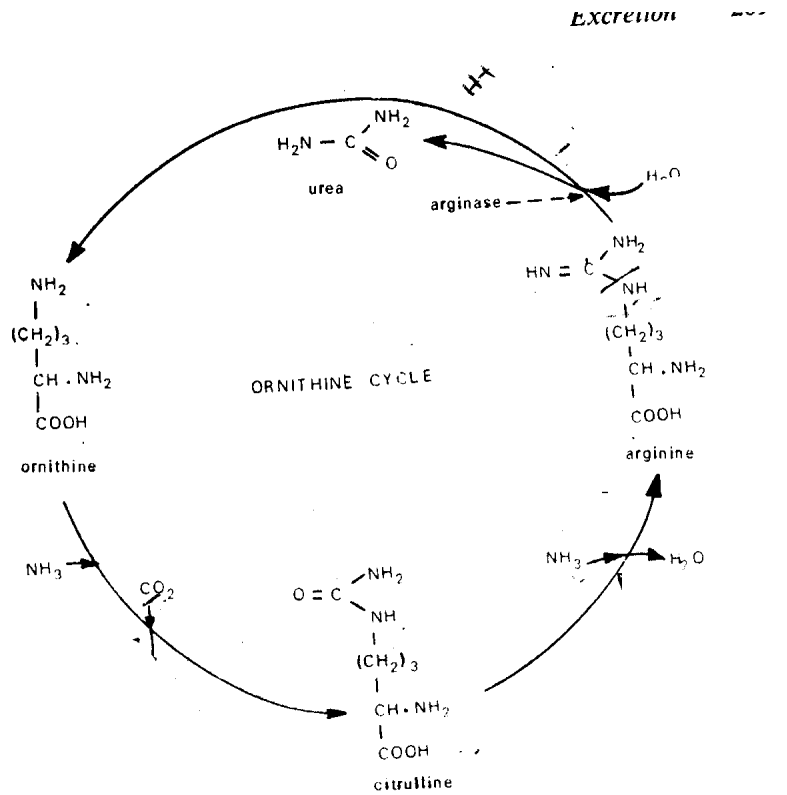 Excretion
NH₂
H₂N – C
O
urea
H₂O
arginase
NH₂
HN = C
NH
(CH₂)₃
CH . NH₂
COOH
arginine
NH₂
(CH₂)₃
CH . NH₂
COOH
ornithine
ORNITHINE CYCLE
NH₃
CO₂
NH₃
H₂O
NH₂
O = C
NH
(CH₂)₃
CH . NH₂
COOH
citrulline